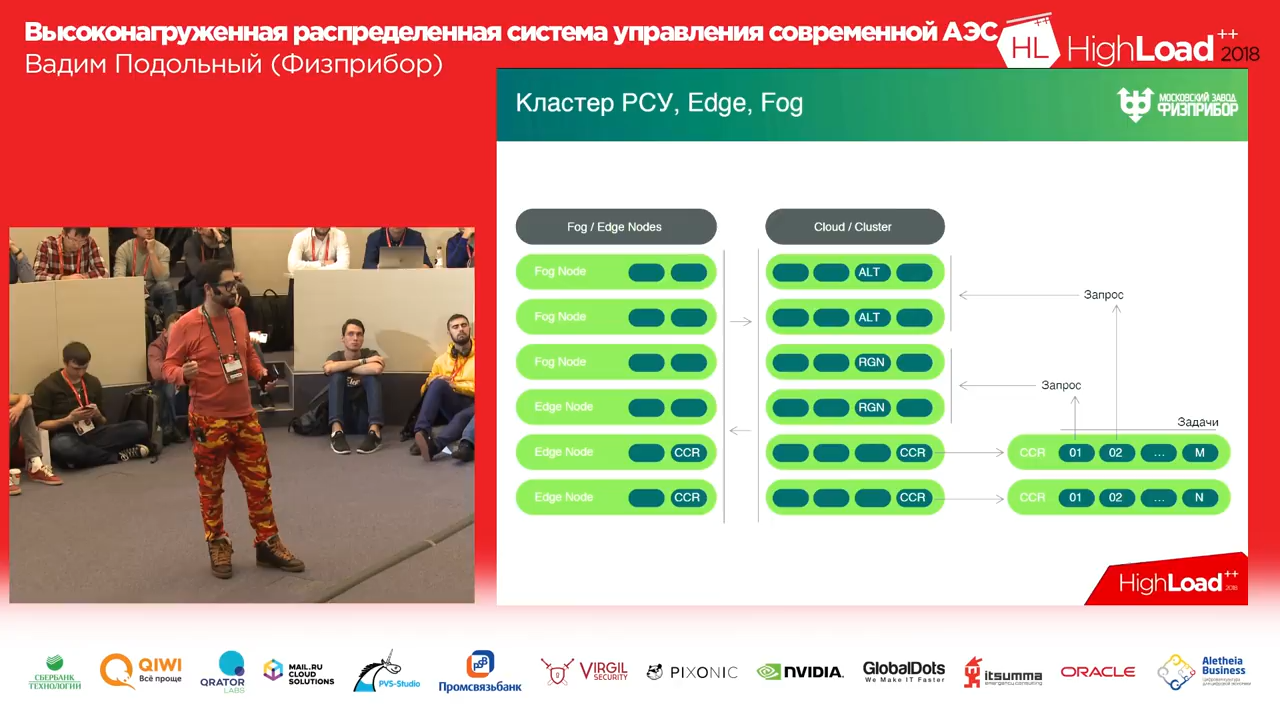 Высоконагруженная распределенная система управления современной АЭС
Вадим Подольный (Физприбор)
HL HighLoad++ 2018
Кластер РСУ, Edge, Fog
МОСКОВСКИЙ ЗАВОД
ФИЗПРИБОР
Fog / Edge Nodes
Cloud / Cluster
Fog Node
ALT
Запрос
Fog Node
ALT
Fog Node
RGN
Запрос
Edge Node
RGN
Задачи
Edge Node CCR
CCR
CCR 01 02 ... M
Edge Node CCR
CCR
CCR 01 02 ... N
HighLoad++ 2018
СБЕРБАНК
ТЕХНОЛОГИИ
QIWI
Всё проще
QRATOR
LABS
MAIL.RU
CLOUD
SOLUTIONS
PVS-Studio
PSB
Промсвязьбанк
VIRGIL
SECURITY
PIXONIC
NVIDIA.
GlobalDots
We Make IT Faster
itsumma
emergency consulting
ORACLE
Aletheia
Business